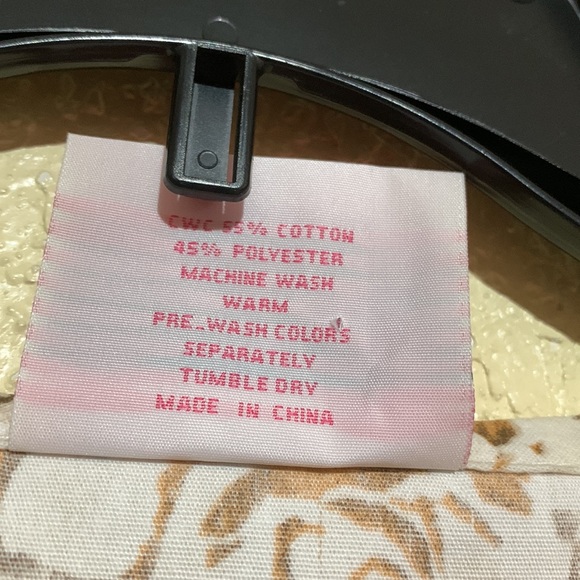 CWC 55% COTTON
45% POLYESTER
MACHINE WASH
WARM
PRE-WASH COLORS
SEPARATELY
TUMBLE DRY
MADE IN CHINA